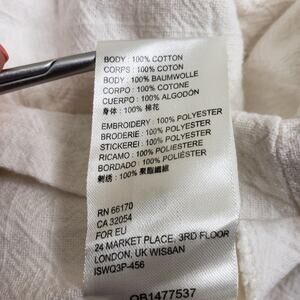 BODY : 100% COTTON
CORPS : 100% COTON
BODY : 100% BAUMWOLLE
CORPO : 100% COTONE
CUERPO : 100% ALGODÓN
身体 : 100% 棉花
EMBROIDERY : 100% POLYESTER
BRODERIE : 100% POLYESTER
STICKEREI : 100% POLYESTER
RICAMO : 100% POLIESTERE
BORDADO : 100% POLIÉSTER
刺绣 : 100% 聚酯纖維
RN 66170
CA 32054
FOR EU
24 MARKET PLACE, 3RD FLOOR
LONDON, UK W1S8AN
ISWQ3P-456
OB1477537